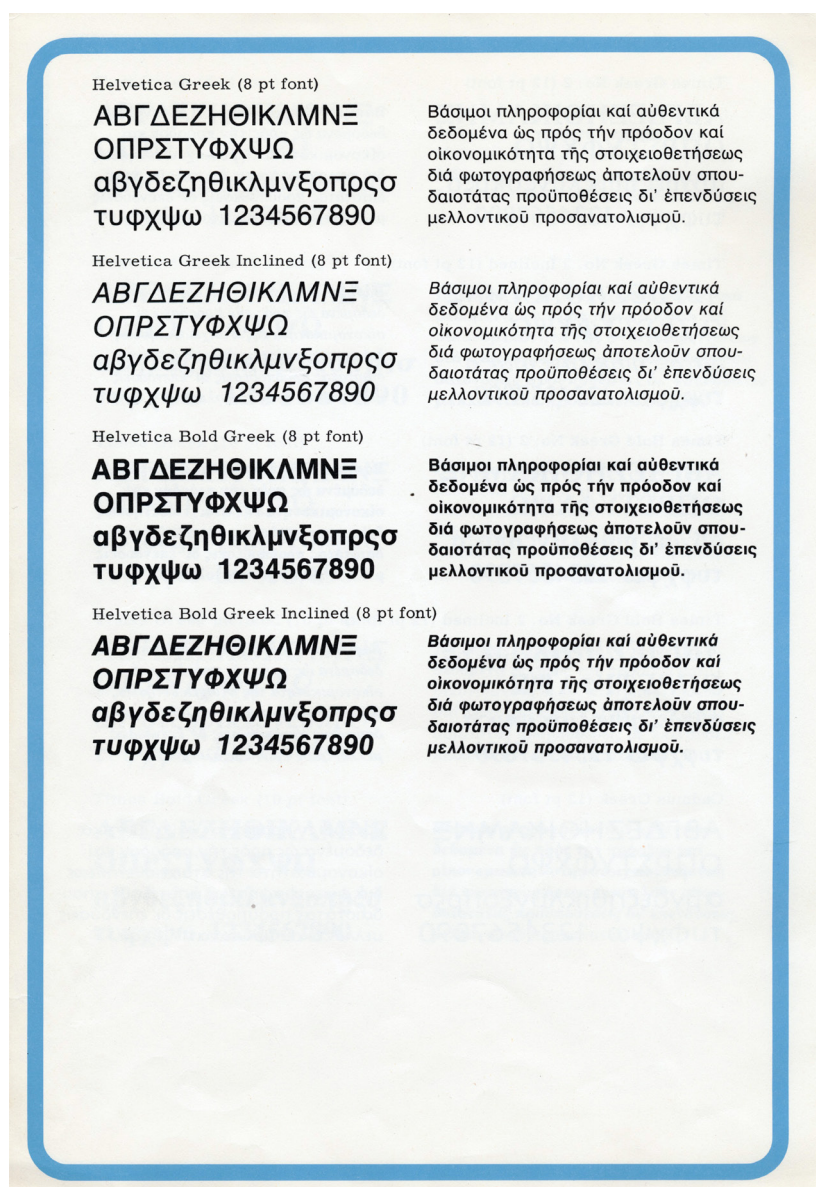 Helvetica Greek (8 pt font)
ΑΒΓΔΕΖΗΘΙΚΛΜΝΞ
ΟΠΡΣΤΥΦΧΨΩ
αβγδεζηθικλμνξοπρςσ
τυφχψω 1234567890
Βάσιμοι πληροφορίαι καί αὐθεντικά
δεδομένα ὡς πρός τήν πρόοδον καί
οἰκονομικότητα τῆς στοιχειοθετήσεως
διά φωτογραφήσεως ἀποτελοῦν σπου-
δαιοτάτας προϋποθέσεις δι' ἐπενδύσεις
μελλοντικοῦ προσανατολισμοῦ.
Helvetica Greek Inclined (8 pt font)
ΑΒΓΔΕΖΗΘΙΚΛΜΝΞ
ΟΠΡΣΤΥΦΧΨΩ
αβγδεζηθικλμνξοπρςσ
τυφχψω 1234567890
Βάσιμοι πληροφορίαι καί αὐθεντικά
δεδομένα ὡς πρός τήν πρόοδον καί
οἰκονομικότητα τῆς στοιχειοθετήσεως
διά φωτογραφήσεως ἀποτελοῦν σπου-
δαιοτάτας προϋποθέσεις δι' ἐπενδύσεις
μελλοντικοῦ προσανατολισμοῦ.
Helvetica Bold Greek (8 pt font)
ΑΒΓΔΕΖΗΘΙΚΛΜΝΞ
ΟΠΡΣΤΥΦΧΨΩ
αβγδεζηθικλμνξοπρςσ
τυφχψω 1234567890
Βάσιμοι πληροφορίαι καί αὐθεντικά
δεδομένα ὡς πρός τήν πρόοδον καί
οἰκονομικότητα τῆς στοιχειοθετήσεως
διά φωτογραφήσεως ἀποτελοῦν σπου-
δαιοτάτας προϋποθέσεις δι' ἐπενδύσεις
μελλοντικοῦ προσανατολισμοῦ.
Helvetica Bold Greek Inclined (8 pt font)
ΑΒΓΔΕΖΗΘΙΚΛΜΝΞ
ΟΠΡΣΤΥΦΧΨΩ
αβγδεζηθικλμνξοπρςσ
τυφχψω 1234567890
Βάσιμοι πληροφορίαι καί αὐθεντικά
δεδομένα ὡς πρός τήν πρόοδον καί
οἰκονομικότητα τῆς στοιχειοθετήσεως
διά φωτογραφήσεως ἀποτελοῦν σπου-
δαιοτάτας προϋποθέσεις δι' ἐπενδύσεις
μελλοντικοῦ προσανατολισμοῦ.